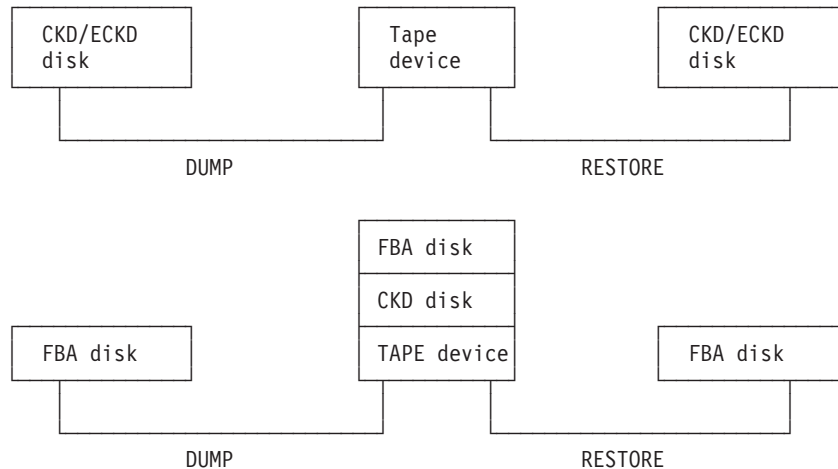 CKD/ECKD Tape CKD/ECKD
disk device disk
DUMP RESTORE
FBA disk
CKD disk
FBA disk TAPE device FBA disk
DUMP RESTORE